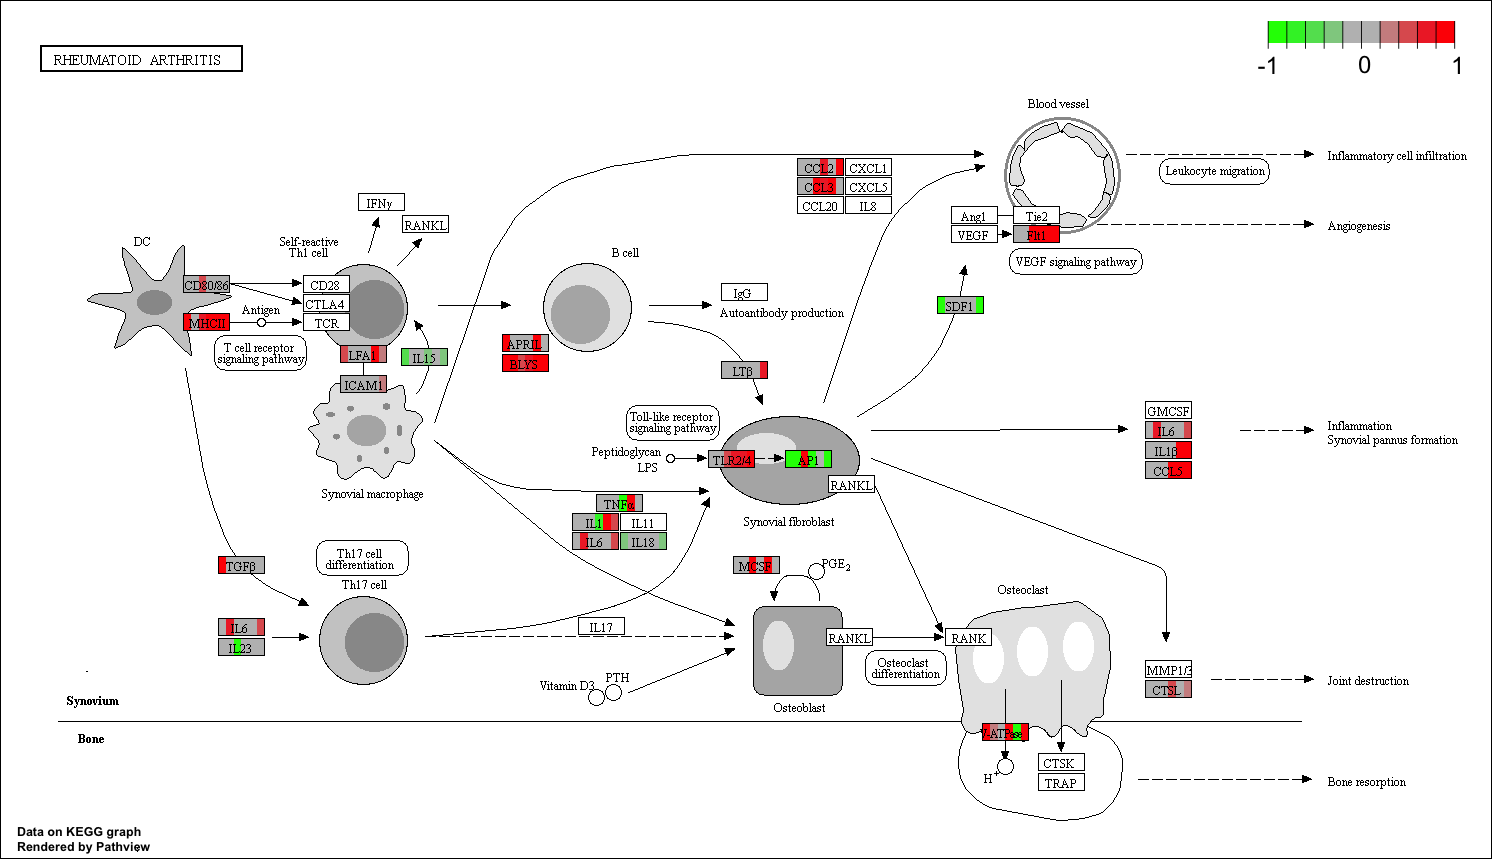 RHEUMATOID ARTHRITIS
-1 0 1
Blood vessel
Inflammatory cell infiltration
Leukocyte migration
CCL2 CXCL1
CCL3 CXCL5
CCL20 IL8
IFNγ
RANKL
Ang1 Tie2
VEGF Flt1
Angiogenesis
VEGF signaling pathway
DC
Self-reactive
Th1 cell
B cell
CD80/86
CD28
CTLA4
Antigen
MHCII
TCR
T cell receptor
signaling pathway
LFA1
IL15
ICAM1
IgG
Autoantibody production
SDF1
APRIL
BLYS
LTβ
Toll-like receptor
signaling pathway
Peptidoglycan
LPS
TLR2/4
AP1
RANKL
Synovial fibroblast
GMCSF
IL6
IL1β
CCL5
Inflammation
Synovial pannus formation
Synovial macrophage
TNFα
IL1 IL11
IL6 IL18
TGFβ
Th17 cell
differentiation
Th17 cell
IL6
IL23
MCSF
PGE2
IL17
RANKL
RANK
Osteoclast
Osteoclast
differentiation
Vitamin D3
PTH
Osteoblast
MMP1/3
CTSL
Joint destruction
Synovium
Bone
V-ATPase
H+
CTSK
TRAP
Bone resorption
Data on KEGG graph
Rendered by Pathview